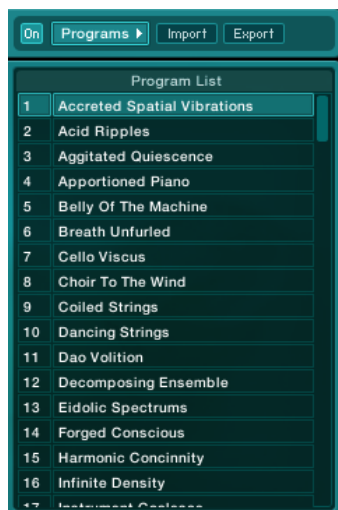 On Programs Import Export
Program List
1 Accreted Spatial Vibrations
2 Acid Ripples
3 Aggitated Quiescence
4 Apportioned Piano
5 Belly Of The Machine
6 Breath Unfurled
7 Cello Viscus
8 Choir To The Wind
9 Coiled Strings
10 Dancing Strings
11 Dao Volition
12 Decomposing Ensemble
13 Eidolic Spectrums
14 Forged Conscious
15 Harmonic Concinnity
16 Infinite Density
17 Instrument